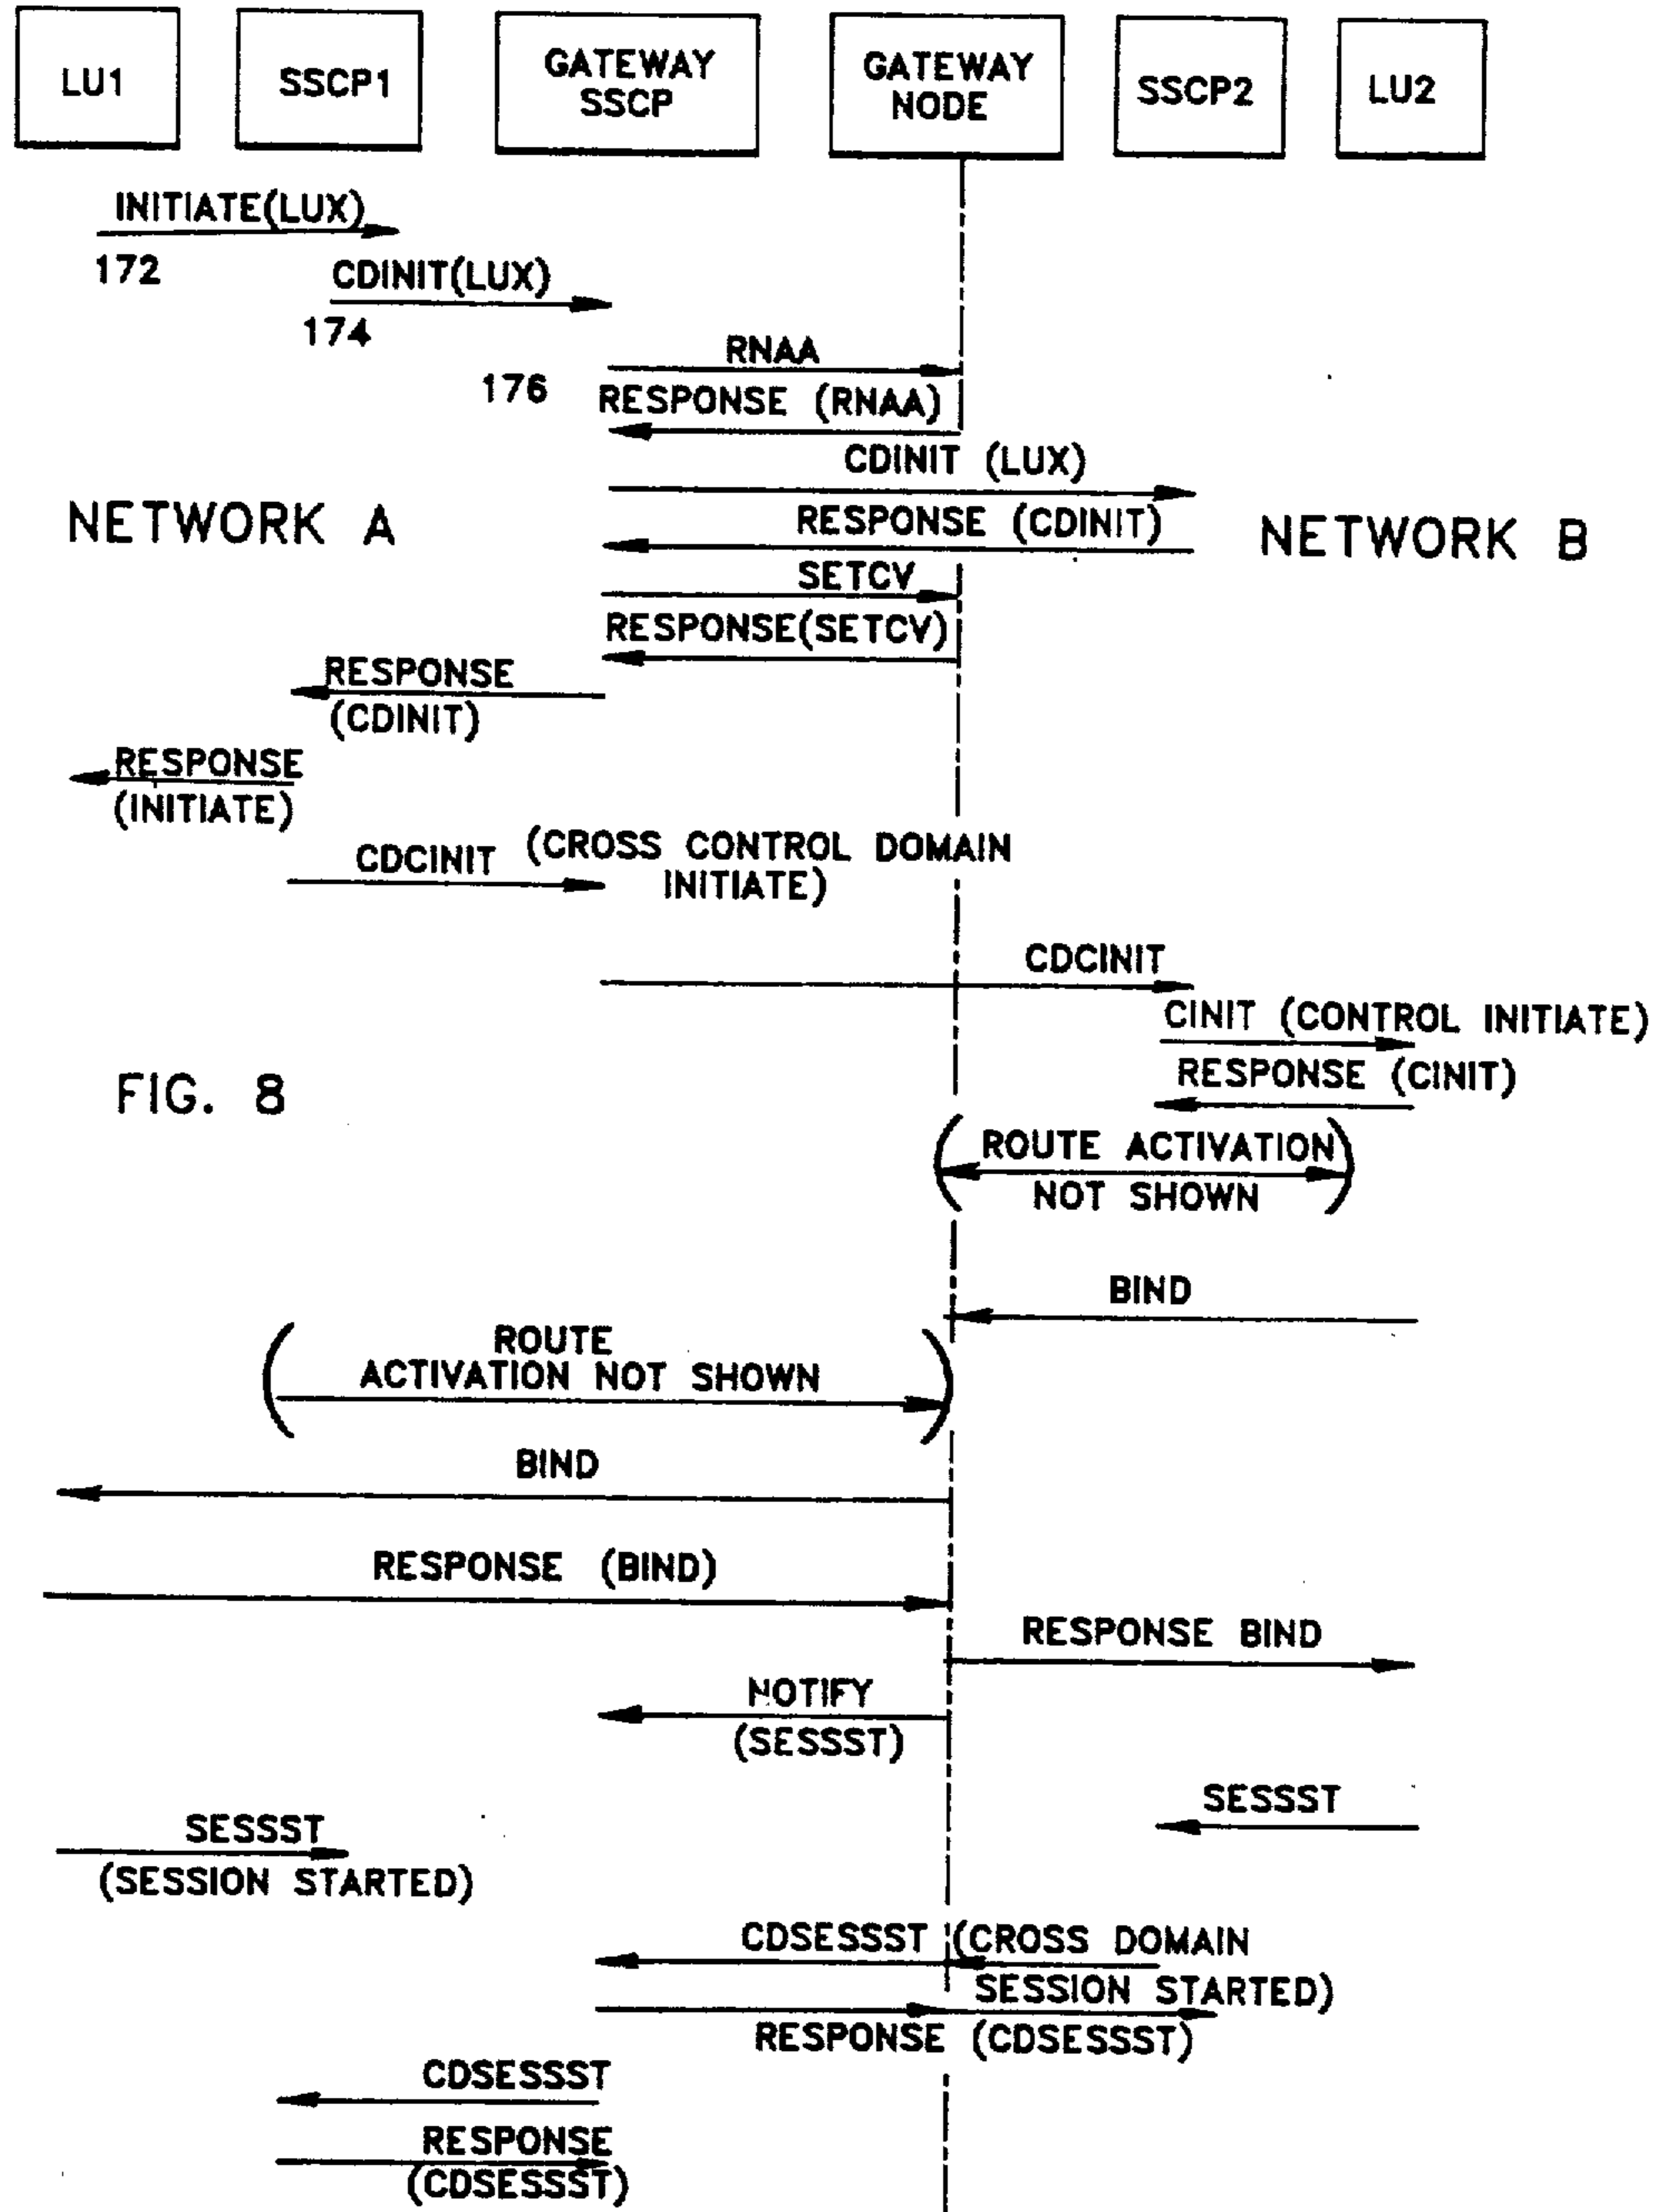 LU1
SSCP1
GATEWAY
SSCP
GATEWAY
NODE
SSCP2
LU2
INITIATE(LUX)
172
CDINIT(LUX)
174
RNAA
176
RESPONSE (RNAA)
CDINIT (LUX)
NETWORK A
RESPONSE (CDINIT)
NETWORK B
SETCV
RESPONSE(SETCV)
RESPONSE
(CDINIT)
RESPONSE
(INITIATE)
CDCINIT (CROSS CONTROL DOMAIN
INITIATE)
CDCINIT
CINIT (CONTROL INITIATE)
RESPONSE (CINIT)
FIG. 8
(ROUTE ACTIVATION
NOT SHOWN)
BIND
(ROUTE
ACTIVATION NOT SHOWN)
BIND
RESPONSE (BIND)
RESPONSE BIND
NOTIFY
(SESSST)
SESSST
SESSST
(SESSION STARTED)
CDSESSST (CROSS DOMAIN
SESSION STARTED)
RESPONSE (CDSESSST)
CDSESSST
RESPONSE
(CDSESSST)